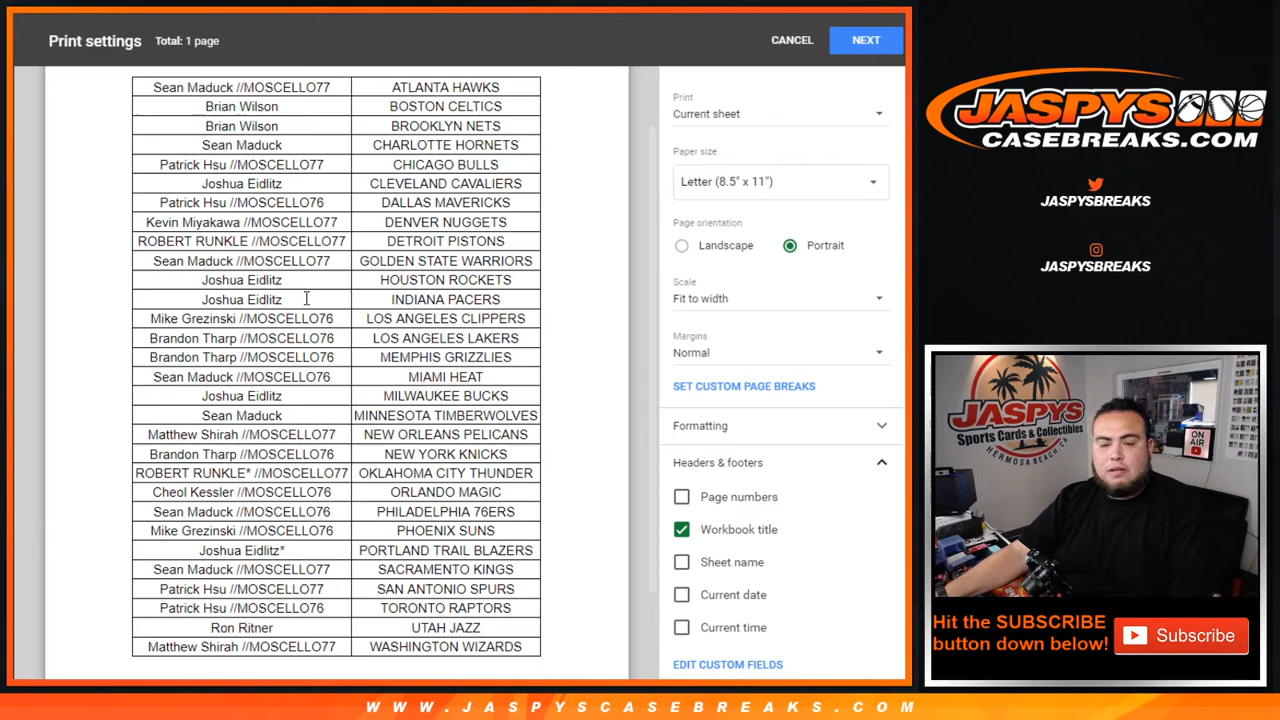 Print settings Total: 1 page CANCEL NEXT
Sean Maduck //MOSCELLO77 ATLANTA HAWKS
Brian Wilson BOSTON CELTICS
Brian Wilson BROOKLYN NETS
Sean Maduck CHARLOTTE HORNETS
Patrick Hsu //MOSCELLO77 CHICAGO BULLS
Joshua Eidlitz CLEVELAND CAVALIERS
Patrick Hsu //MOSCELLO76 DALLAS MAVERICKS
Kevin Miyakawa //MOSCELLO77 DENVER NUGGETS
ROBERT RUNKLE //MOSCELLO77 DETROIT PISTONS
Sean Maduck //MOSCELLO77 GOLDEN STATE WARRIORS
Joshua Eidlitz HOUSTON ROCKETS
Joshua Eidlitz INDIANA PACERS
Mike Grezinski //MOSCELLO76 LOS ANGELES CLIPPERS
Brandon Tharp //MOSCELLO76 LOS ANGELES LAKERS
Brandon Tharp //MOSCELLO76 MEMPHIS GRIZZLIES
Sean Maduck //MOSCELLO76 MIAMI HEAT
Joshua Eidlitz MILWAUKEE BUCKS
Sean Maduck MINNESOTA TIMBERWOLVES
Matthew Shirah //MOSCELLO77 NEW ORLEANS PELICANS
Brandon Tharp //MOSCELLO76 NEW YORK KNICKS
ROBERT RUNKLE* //MOSCELLO77 OKLAHOMA CITY THUNDER
Cheol Kessler //MOSCELLO76 ORLANDO MAGIC
Sean Maduck //MOSCELLO76 PHILADELPHIA 76ERS
Mike Grezinski //MOSCELLO76 PHOENIX SUNS
Joshua Eidlitz* PORTLAND TRAIL BLAZERS
Sean Maduck //MOSCELLO77 SACRAMENTO KINGS
Patrick Hsu //MOSCELLO77 SAN ANTONIO SPURS
Patrick Hsu //MOSCELLO76 TORONTO RAPTORS
Ron Ritner UTAH JAZZ
Matthew Shirah //MOSCELLO77 WASHINGTON WIZARDS
Print
Current sheet
Paper size
Letter (8.5" x 11")
Page orientation
Landscape Portrait
Scale
Fit to width
Margins
Normal
SET CUSTOM PAGE BREAKS
Formatting
Headers & footers
Page numbers
Workbook title
Sheet name
Current date
Current time
EDIT CUSTOM FIELDS
JASPYS
CASEBREAKS.COM
JASPYSBREAKS
JASPYSBREAKS
JASPYS
Sports Cards & Collectibles
HERMOSA BEACH, CA
ON
AIR
Hit the SUBSCRIBE
button down below!
Subscribe
WWW.JASPYSCASEBREAKS.COM